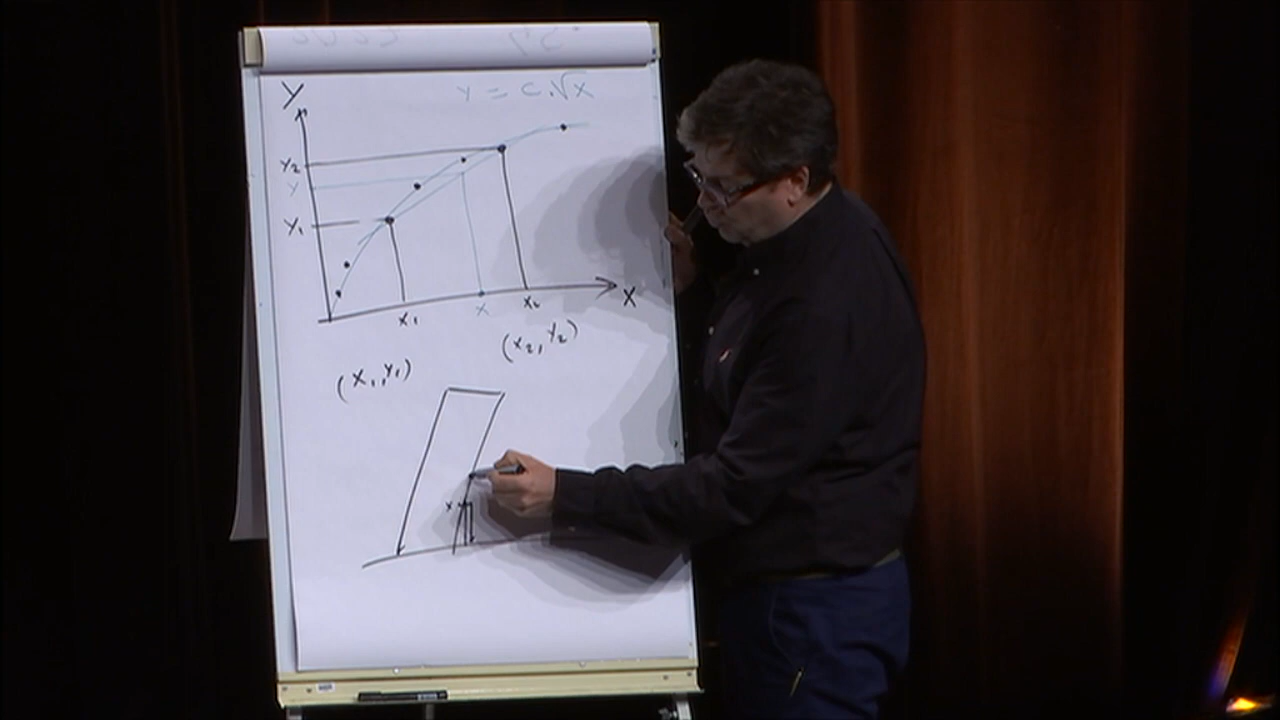 Y
Y = C.√X
Y₂
Y
Y₁
X₁
X
X₂
X
(X₂, Y₂)
(X₁, Y₁)
X